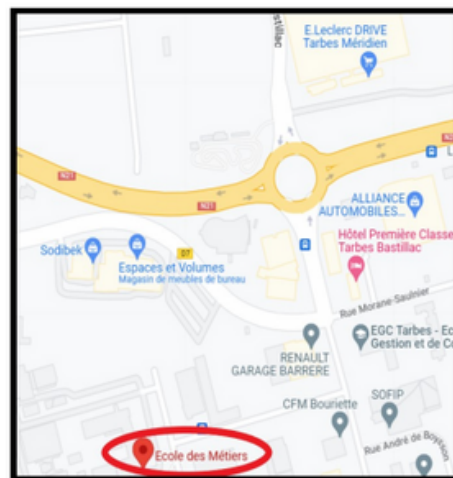 stillac
E.Leclerc DRIVE
Tarbes Méridien
N21
N21
N2
L
ALLIANCE
AUTOMOBILES...
Hôtel Première Classe
Tarbes Bastillac
Sodibek
Espaces et Volumes
Magasin de meubles de bureau
D7
Rue Morane-Saulnier
RENAULT
GARAGE BARRERE
EGC Tarbes - Ec
Gestion et de Co
CFM Bouriette
SOFIP
Rue André de Boysson
Ecole des Métiers